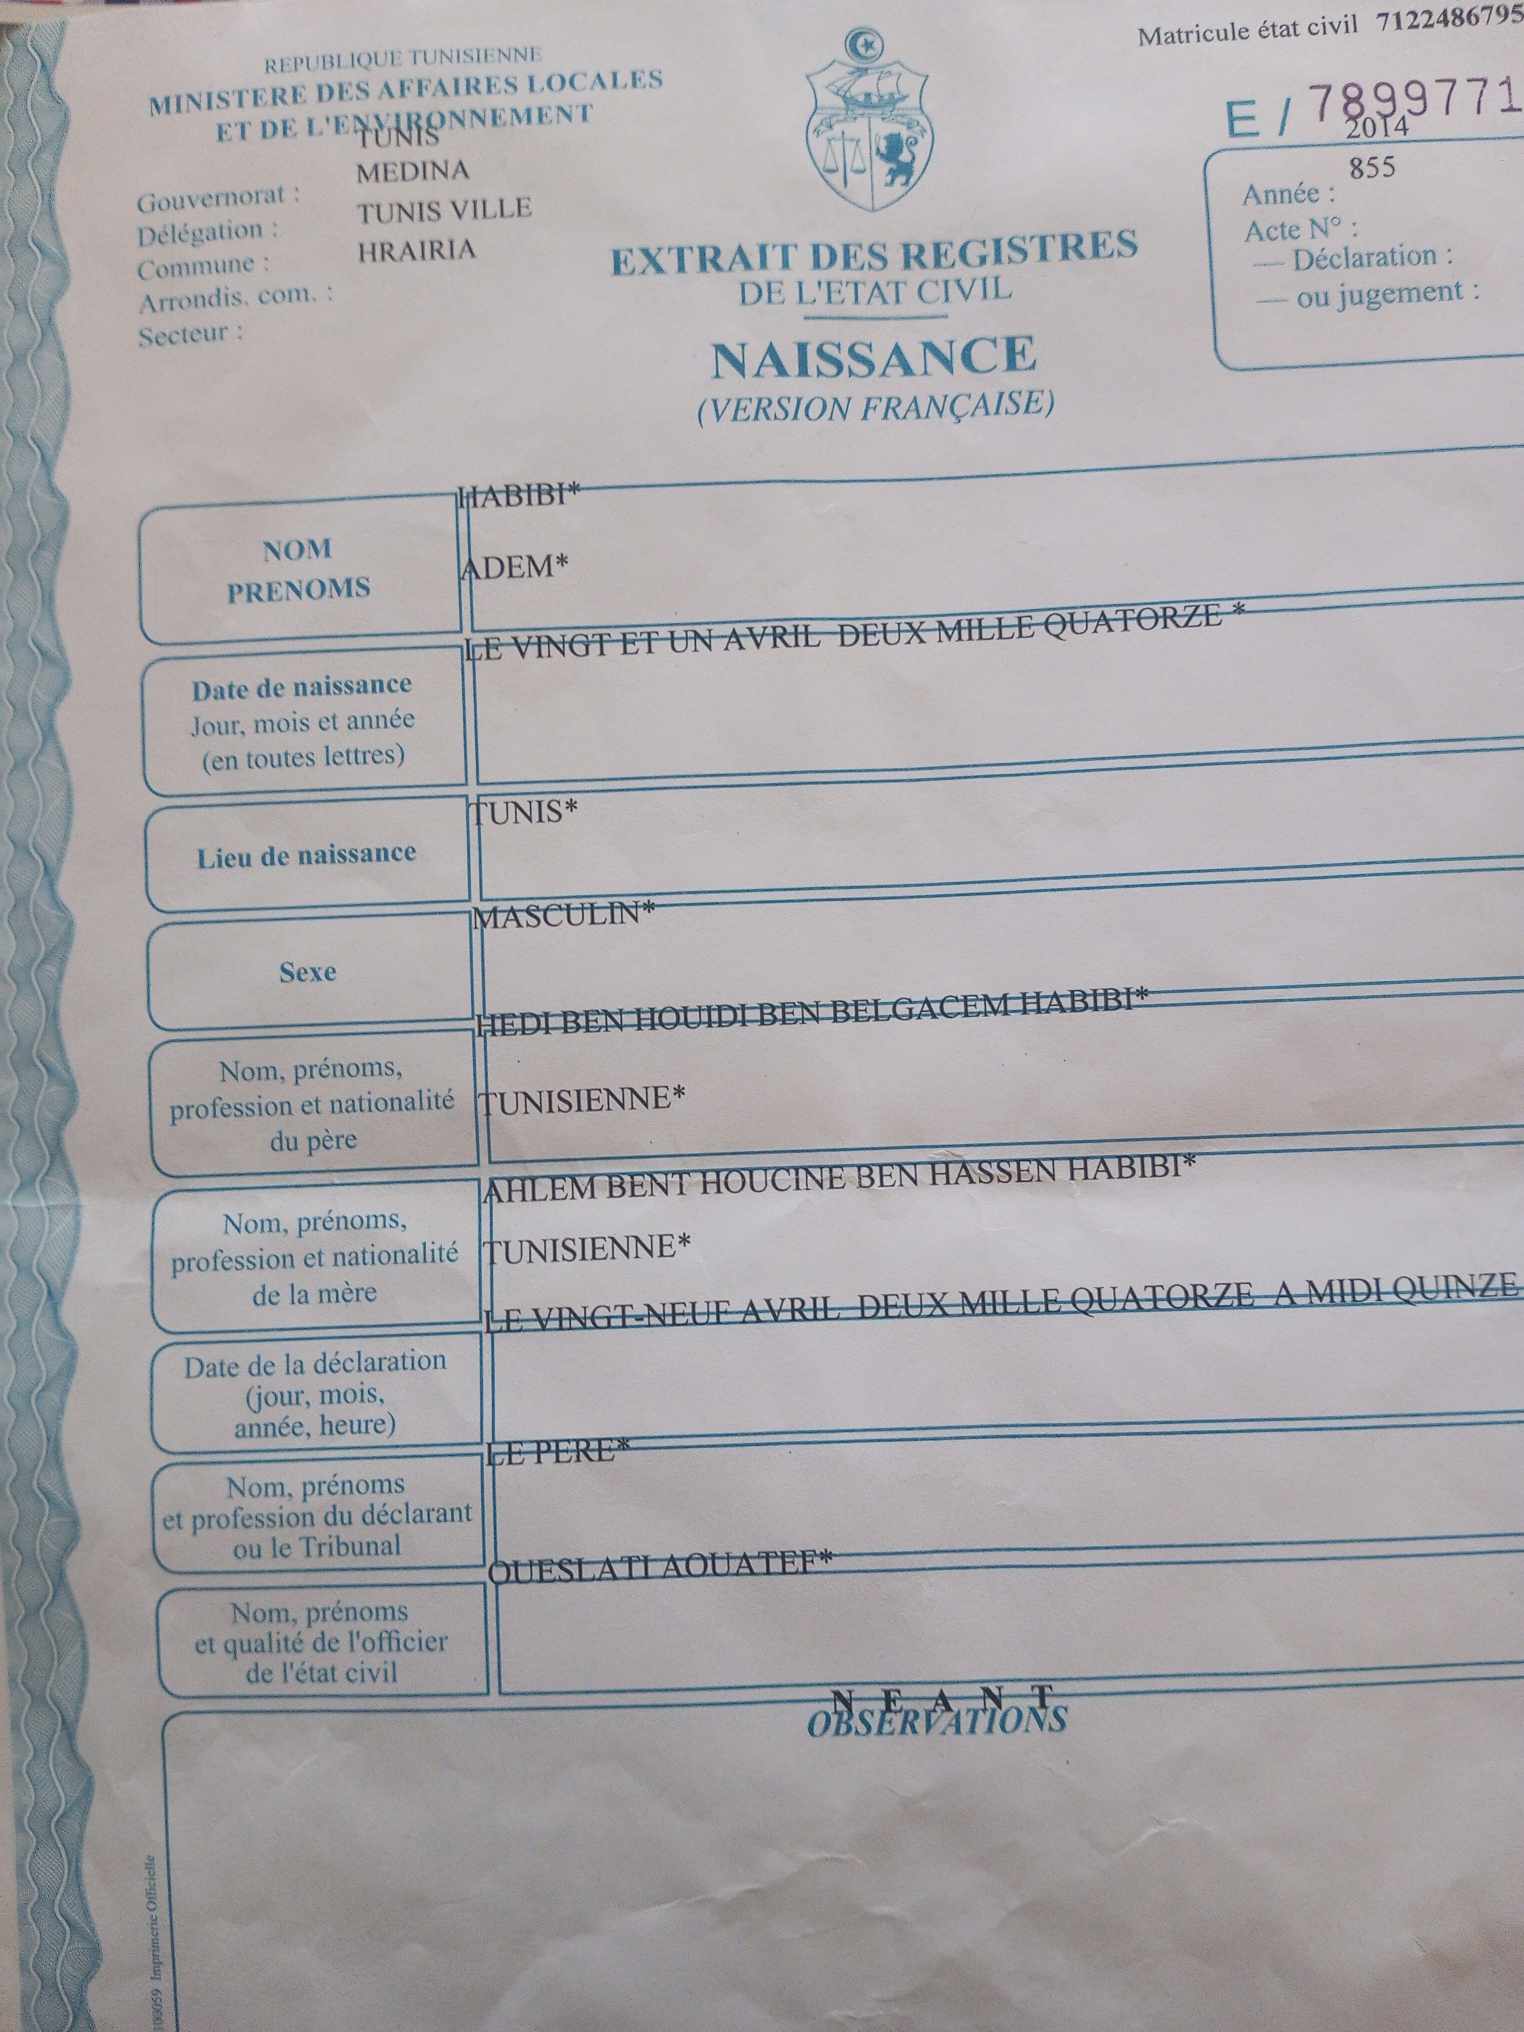 Matricule état civil 7122486795
REPUBLIQUE TUNISIENNE
MINISTERE DES AFFAIRES LOCALES
ET DE L'ENVIRONNEMENT
E / 7899771
TUNIS
MEDINA
TUNIS VILLE
HRAIRIA
Gouvernorat :
Délégation :
Commune :
Arrondis. com. :
Secteur :
2014
855
Année :
Acte N° :
— Déclaration :
— ou jugement :
EXTRAIT DES REGISTRES
DE L'ETAT CIVIL
NAISSANCE
(VERSION FRANÇAISE)
NOM
PRENOMS
HABIBI*
ADEM*
Date de naissance
Jour, mois et année
(en toutes lettres)
LE VINGT ET UN AVRIL DEUX MILLE QUATORZE *
Lieu de naissance
TUNIS*
Sexe
MASCULIN*
Nom, prénoms,
profession et nationalité
du père
HEDI BEN HOUIDI BEN BELGACEM HABIBI*
TUNISIENNE*
Nom, prénoms,
profession et nationalité
de la mère
AHLEM BENT HOUCINE BEN HASSEN HABIBI*
TUNISIENNE*
Date de la déclaration
(jour, mois,
année, heure)
LE VINGT-NEUF AVRIL DEUX MILLE QUATORZE A MIDI QUINZE
Nom, prénoms
et profession du déclarant
ou le Tribunal
LE PERE*
Nom, prénoms
et qualité de l'officier
de l'état civil
OUESLATI AOUATEF*
N E A N T
OBSERVATIONS
100059 Imprimerie Officielle